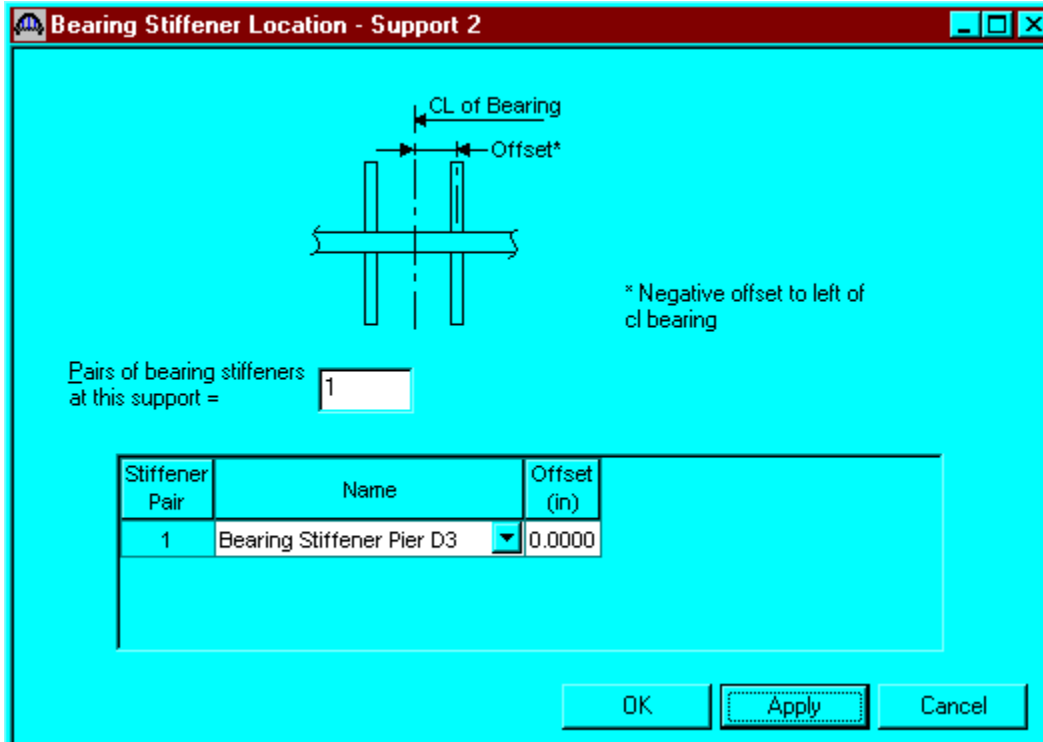 Bearing Stiffener Location - Support 2
CL of Bearing
Offset*
* Negative offset to left of
cl bearing
Pairs of bearing stiffeners
at this support =
1
Stiffener
Pair
Name
Offset
(in)
1
Bearing Stiffener Pier D3
0.0000
OK
Apply
Cancel